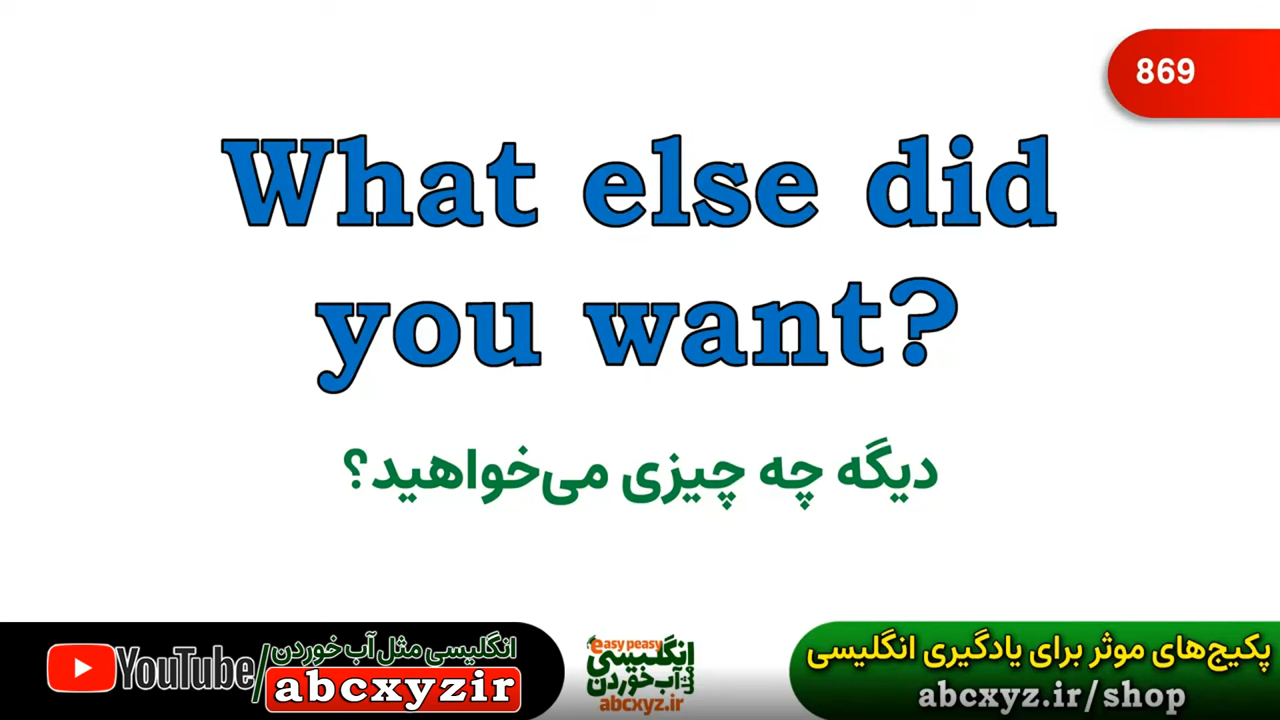 869
What else did
you want?
دیگه چه چیزی می‌خواهید؟
YouTube/
انگلیسی مثل آب خوردن
abcxyzir
easy peasy
انگلیسی
مثل آب خوردن
abcxyz.ir
پکیج‌های موثر برای یادگیری انگلیسی
abcxyz.ir/shop